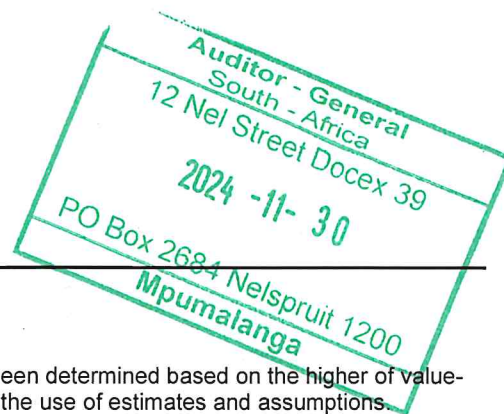 Auditor - General
South - Africa
12 Nel Street Docex 39
2024 -11- 30
PO Box 2684 Nelspruit 1200
Mpumalanga
een determined based on the higher of value-
the use of estimates and assumptions.